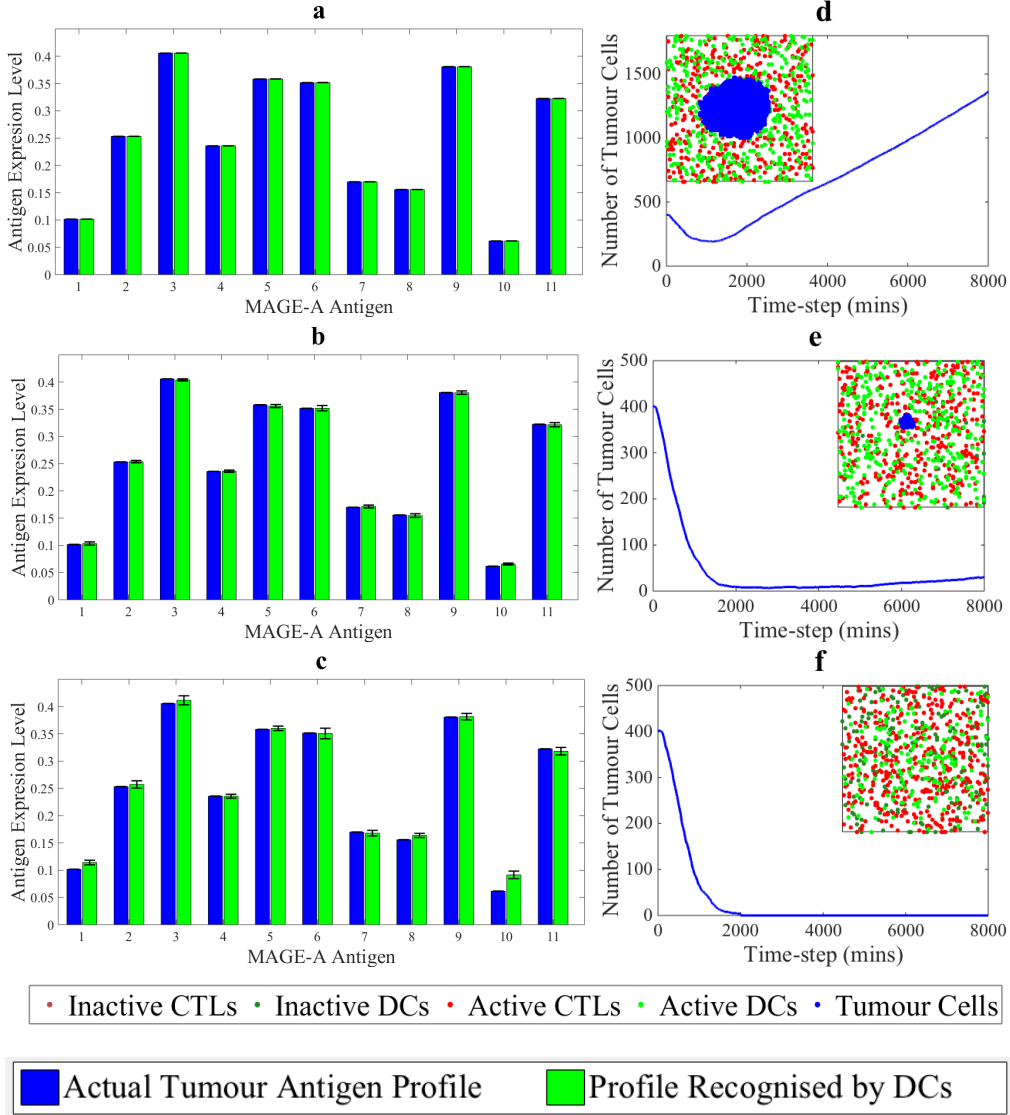 a
Antigen Expresion Level
0.4
0.35
0.3
0.25
0.2
0.15
0.1
0.05
0
1 2 3 4 5 6 7 8 9 10 11
MAGE-A Antigen
d
Number of Tumour Cells
1500
1000
500
0
0 2000 4000 6000 8000
Time-step (mins)
b
Antigen Expresion Level
0.4
0.35
0.3
0.25
0.2
0.15
0.1
0.05
0
1 2 3 4 5 6 7 8 9 10 11
MAGE-A Antigen
e
Number of Tumour Cells
500
400
300
200
100
0
0 2000 4000 6000 8000
Time-step (mins)
c
Antigen Expresion Level
0.4
0.35
0.3
0.25
0.2
0.15
0.1
0.05
0
1 2 3 4 5 6 7 8 9 10 11
MAGE-A Antigen
f
Number of Tumour Cells
500
400
300
200
100
0
0 2000 4000 6000 8000
Time-step (mins)
Inactive CTLs Inactive DCs Active CTLs Active DCs Tumour Cells
Actual Tumour Antigen Profile Profile Recognised by DCs